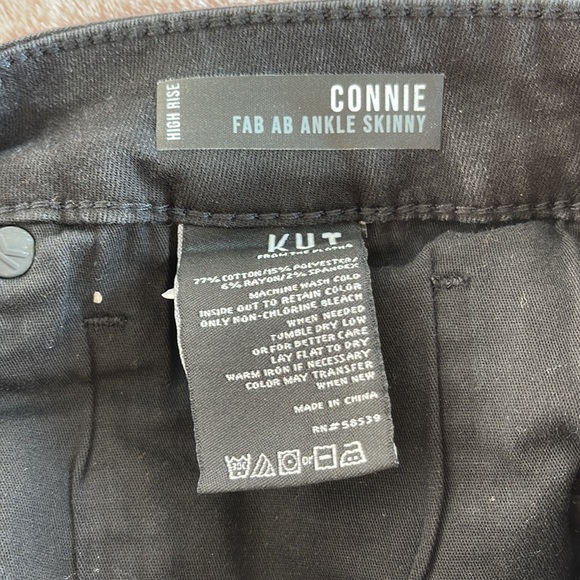 HIGH RISE
CONNIE
FAB AB ANKLE SKINNY
KUT
FROM THE KLOTH®
77% COTTON/15% POLYESTER/
6% RAYON/2% SPANDEX
MACHINE WASH COLD
INSIDE OUT TO RETAIN COLOR
ONLY NON-CHLORINE BLEACH
WHEN NEEDED
TUMBLE DRY LOW
OR FOR BETTER CARE
LAY FLAT TO DRY
WARM IRON IF NECESSARY
COLOR MAY TRANSFER
WHEN NEW
MADE IN CHINA
RN#58539
or